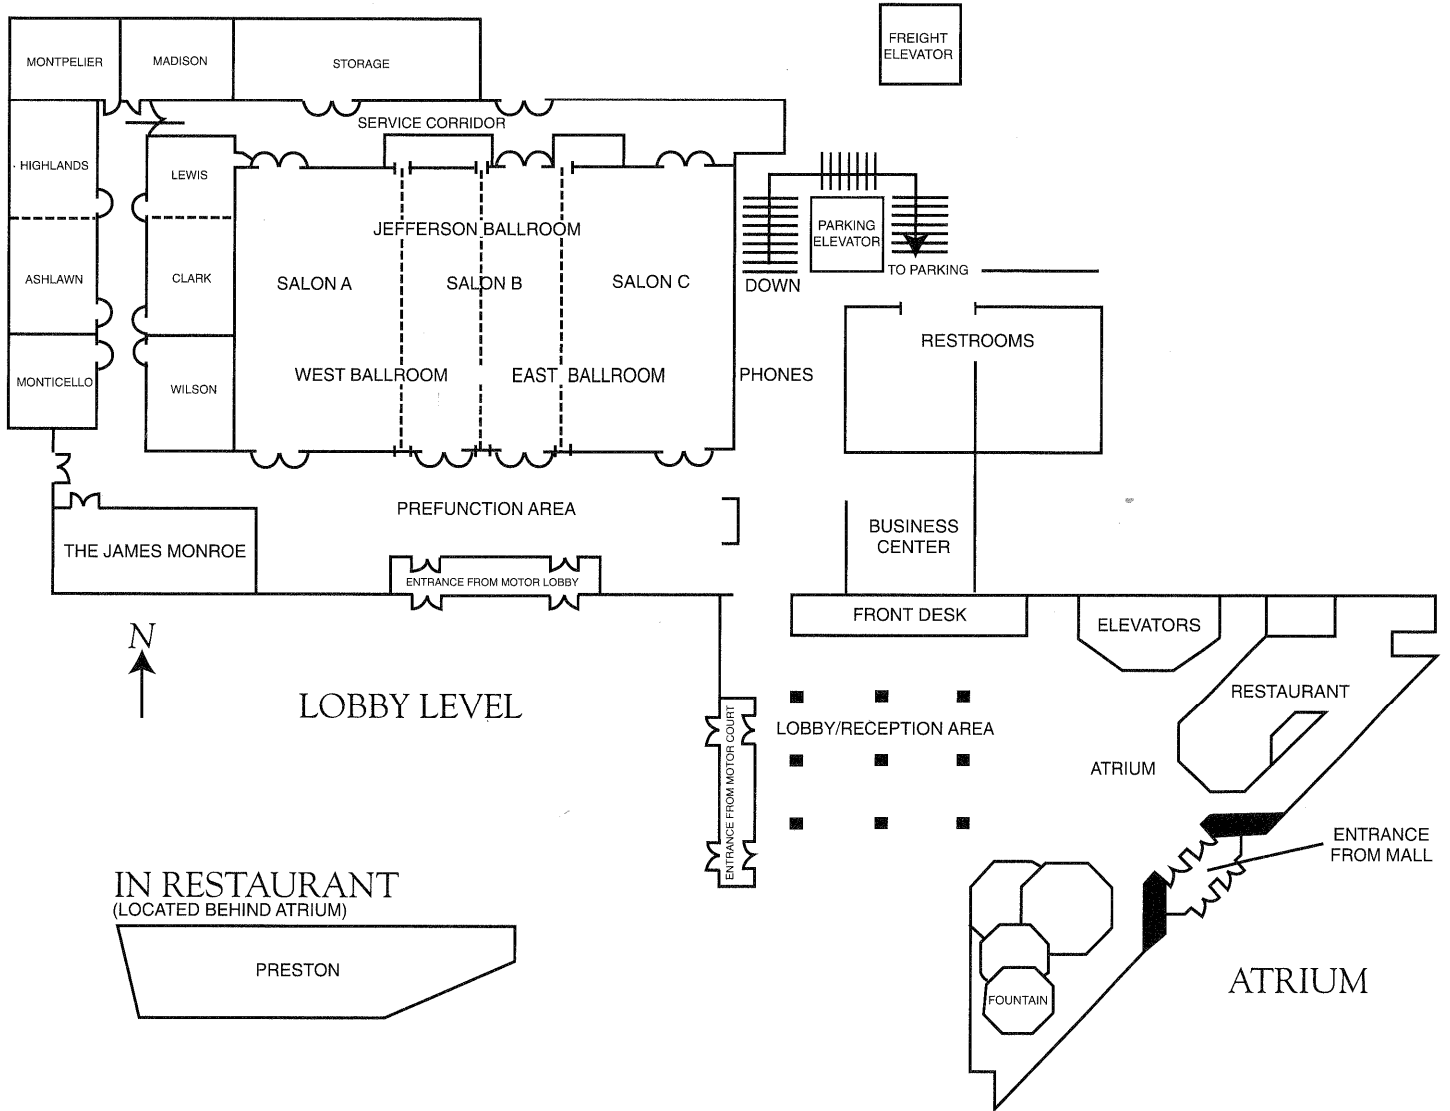 FREIGHT
ELEVATOR
MONTPELIER
MADISON
STORAGE
SERVICE CORRIDOR
HIGHLANDS
LEWIS
JEFFERSON BALLROOM
PARKING
ELEVATOR
TO PARKING
ASHLAWN
CLARK
SALON A
SALON B
SALON C
DOWN
RESTROOMS
MONTICELLO
WILSON
WEST BALLROOM
EAST BALLROOM
PHONES
PREFUNCTION AREA
BUSINESS
CENTER
THE JAMES MONROE
ENTRANCE FROM MOTOR LOBBY
FRONT DESK
ELEVATORS
N
LOBBY LEVEL
RESTAURANT
ENTRANCE FROM MOTOR COURT
LOBBY/RECEPTION AREA
ATRIUM
ENTRANCE
FROM MALL
IN RESTAURANT
(LOCATED BEHIND ATRIUM)
PRESTON
FOUNTAIN
ATRIUM